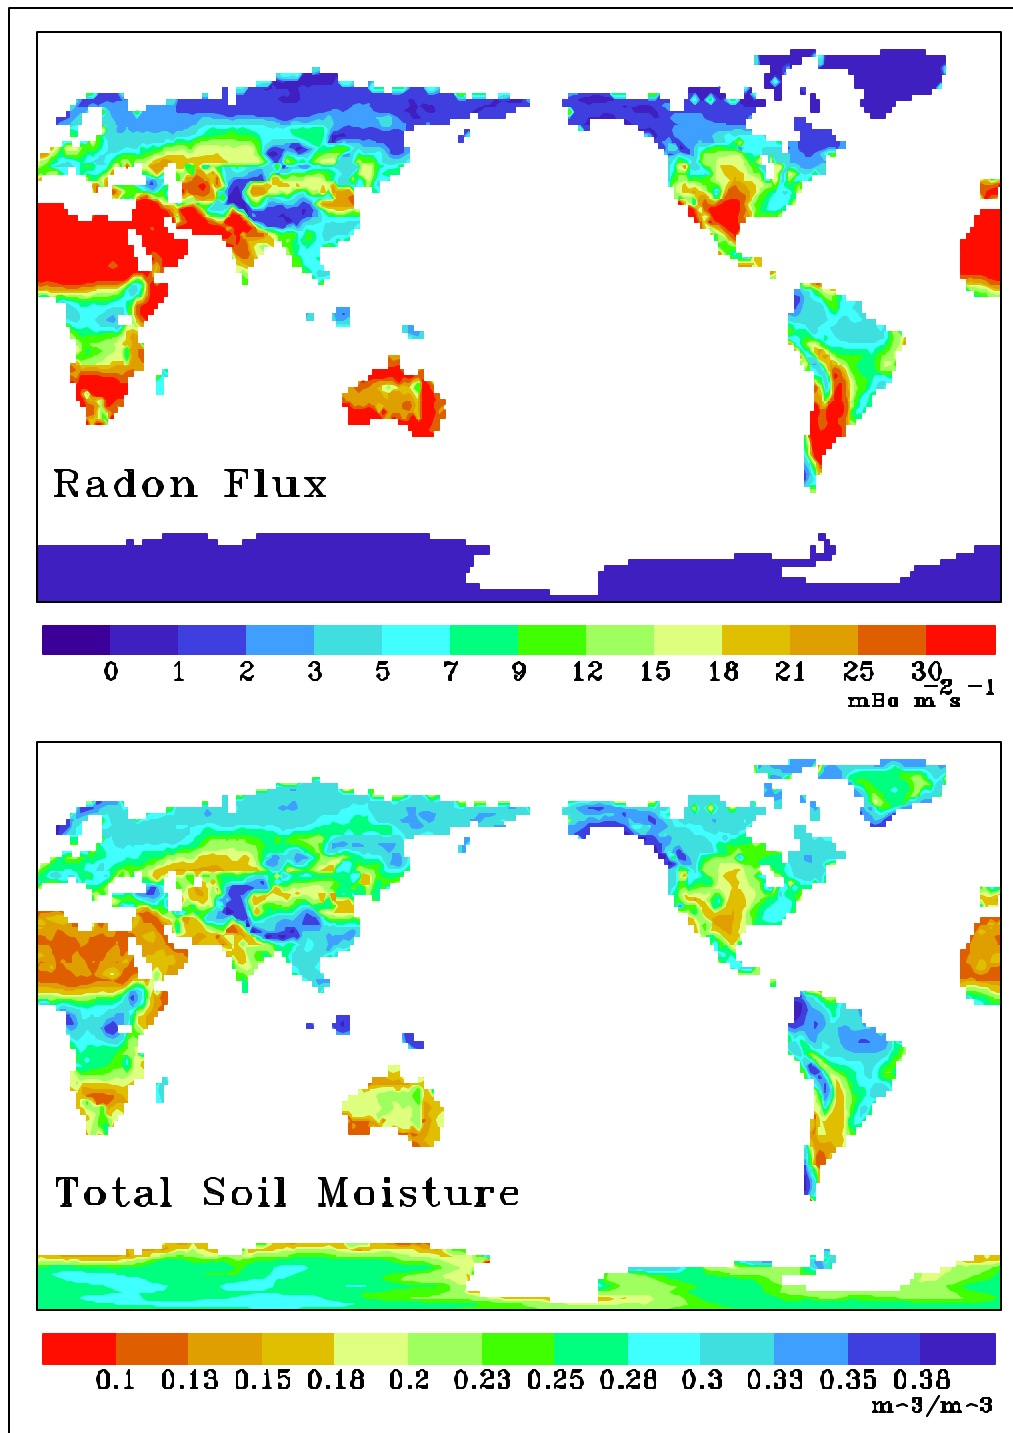 Radon Flux
0 1 2 3 5 7 9 12 15 18 21 25 30
mBq m⁻²s⁻¹
Total Soil Moisture
0.1 0.13 0.15 0.18 0.2 0.23 0.25 0.28 0.3 0.33 0.35 0.38
m~3/m~3